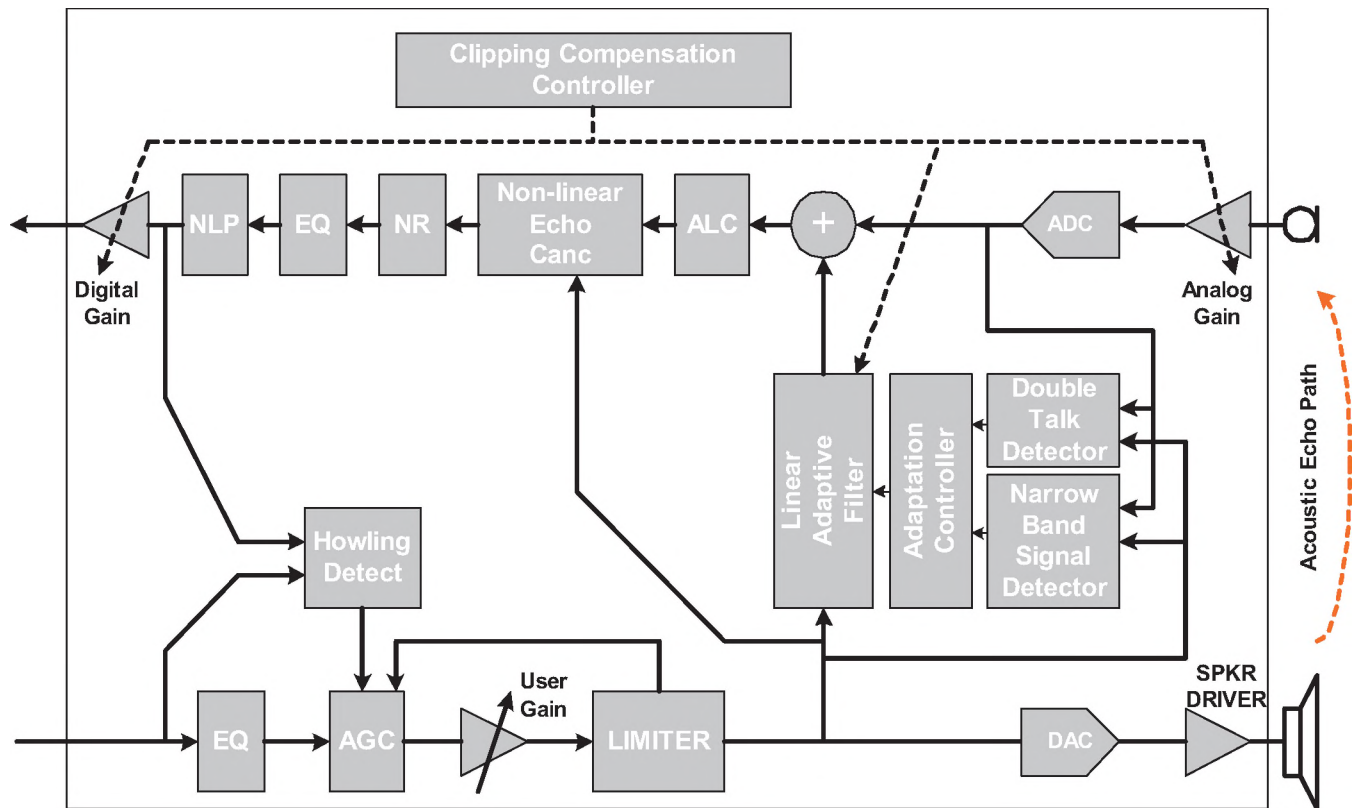 Clipping Compensation
Controller
NLP
EQ
NR
Non-linear
Echo
Canc
ALC
+
ADC
Digital
Gain
Analog
Gain
Linear
Adaptive
Filter
Adaptation
Controller
Double
Talk
Detector
Narrow
Band
Signal
Detector
Acoustic Echo Path
Howling
Detect
EQ
AGC
User
Gain
LIMITER
DAC
SPKR
DRIVER